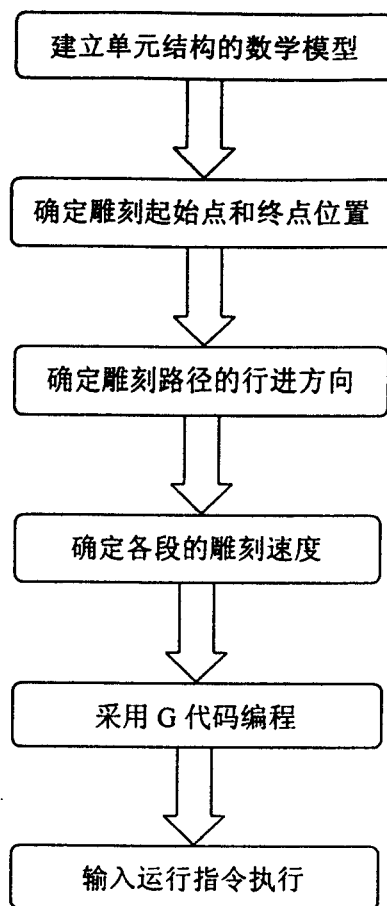 建立单元结构的数学模型
确定雕刻起始点和终点位置
确定雕刻路径的行进方向
确定各段的雕刻速度
采用 G 代码编程
输入运行指令执行